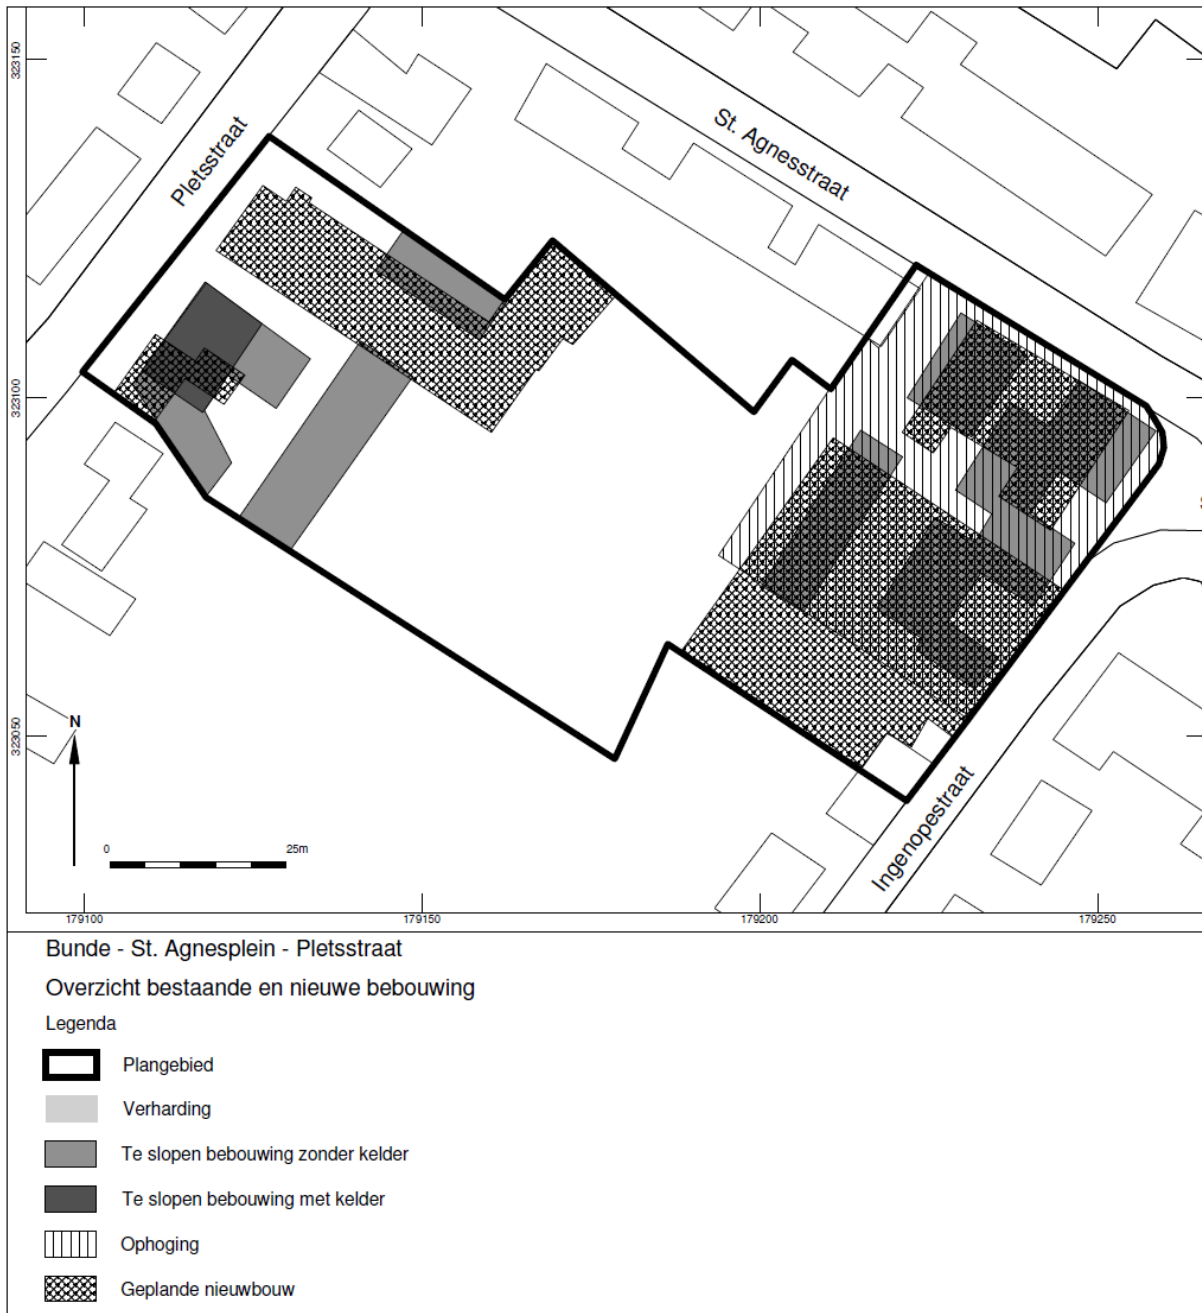 323150
323100
323050
Pletsstraat
St. Agnesstraat
Ingenopestraat
S
N
0 25m
179100 179150 179200 179250
Bunde - St. Agnesplein - Pletsstraat
Overzicht bestaande en nieuwe bebouwing
Legenda
Plangebied
Verharding
Te slopen bebouwing zonder kelder
Te slopen bebouwing met kelder
Ophoging
Geplande nieuwbouw